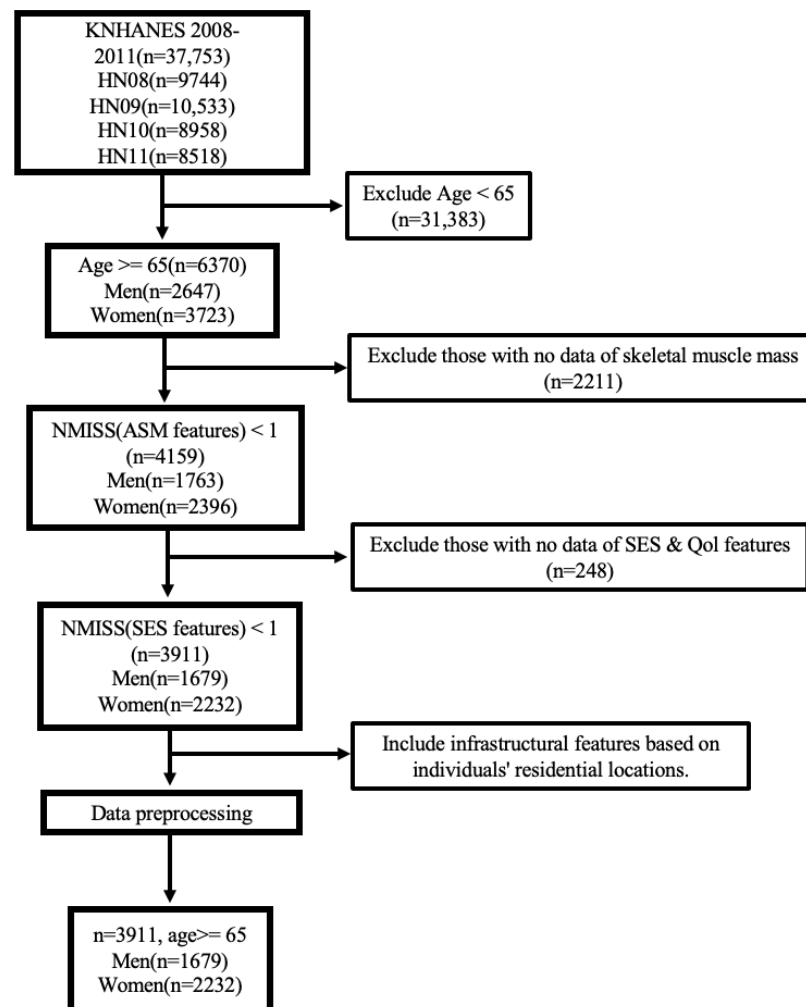 KNHANES 2008-
2011(n=37,753)
HN08(n=9744)
HN09(n=10,533)
HN10(n=8958)
HN11(n=8518)
Exclude Age < 65
(n=31,383)
Age >= 65(n=6370)
Men(n=2647)
Women(n=3723)
Exclude those with no data of skeletal muscle mass
(n=2211)
NMISS(ASM features) < 1
(n=4159)
Men(n=1763)
Women(n=2396)
Exclude those with no data of SES & Qol features
(n=248)
NMISS(SES features) < 1
(n=3911)
Men(n=1679)
Women(n=2232)
Include infrastructural features based on
individuals' residential locations.
Data preprocessing
n=3911, age>= 65
Men(n=1679)
Women(n=2232)